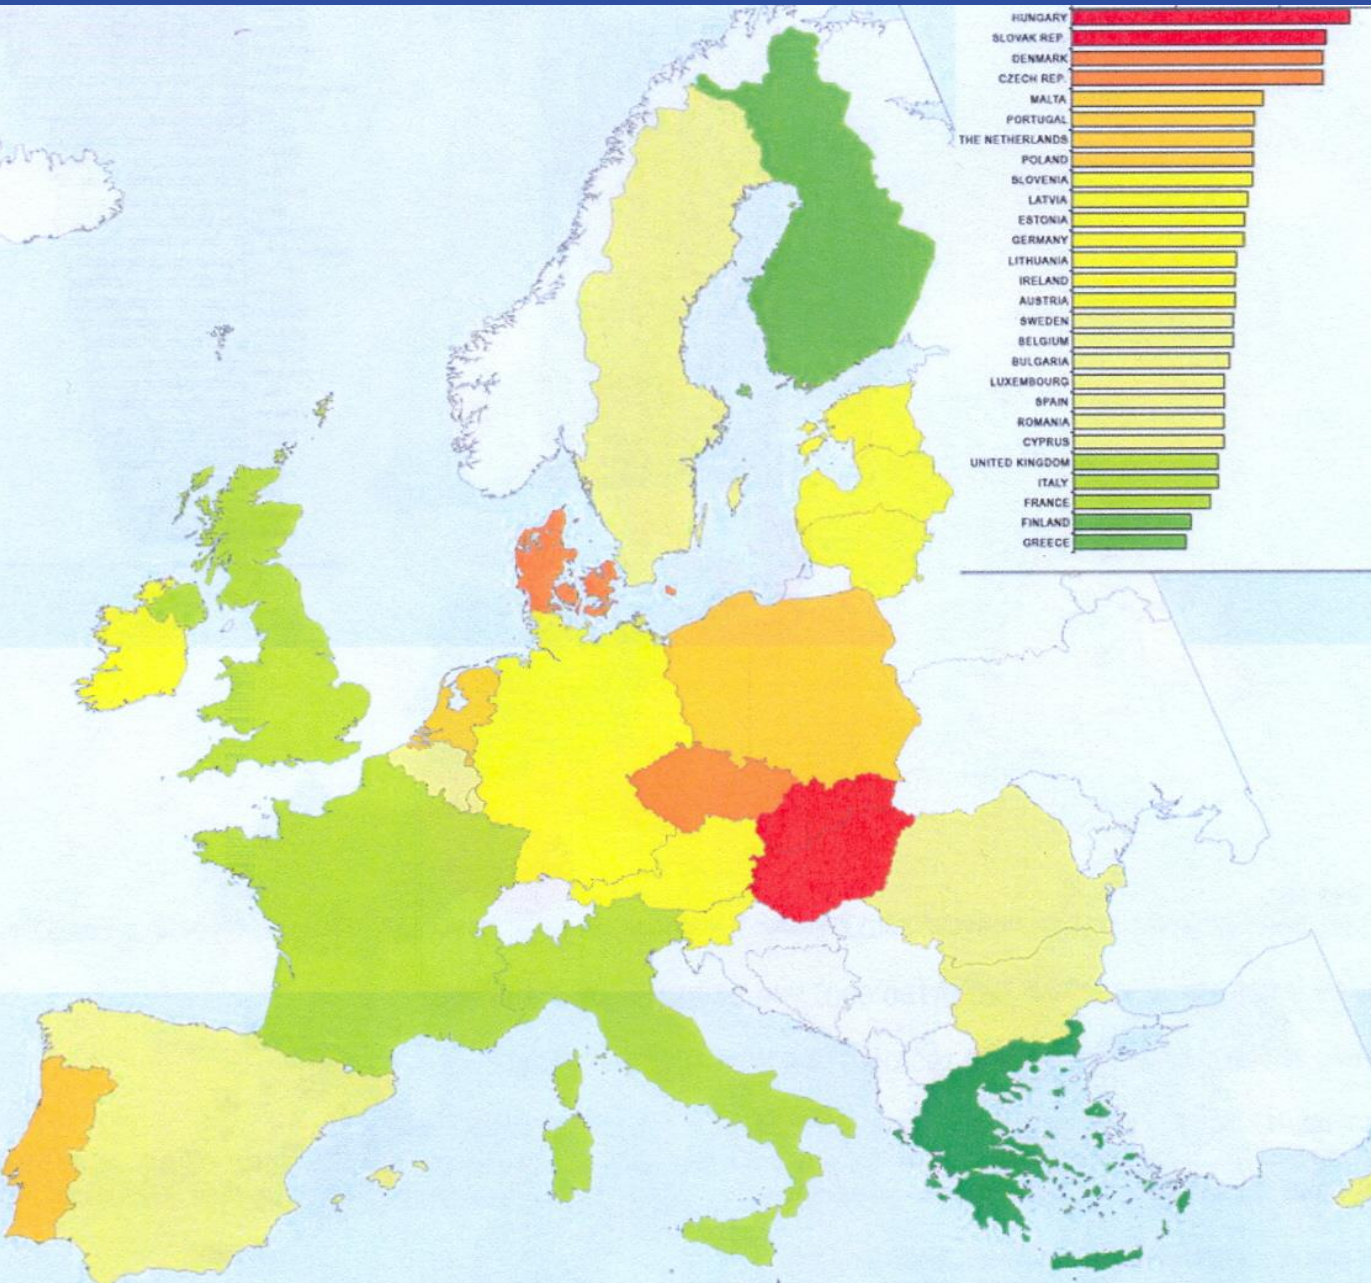 HUNGARY
SLOVAK REP.
DENMARK
CZECH REP.
MALTA
PORTUGAL
THE NETHERLANDS
POLAND
SLOVENIA
LATVIA
ESTONIA
GERMANY
LITHUANIA
IRELAND
AUSTRIA
SWEDEN
BELGIUM
BULGARIA
LUXEMBOURG
SPAIN
ROMANIA
CYPRUS
UNITED KINGDOM
ITALY
FRANCE
FINLAND
GREECE